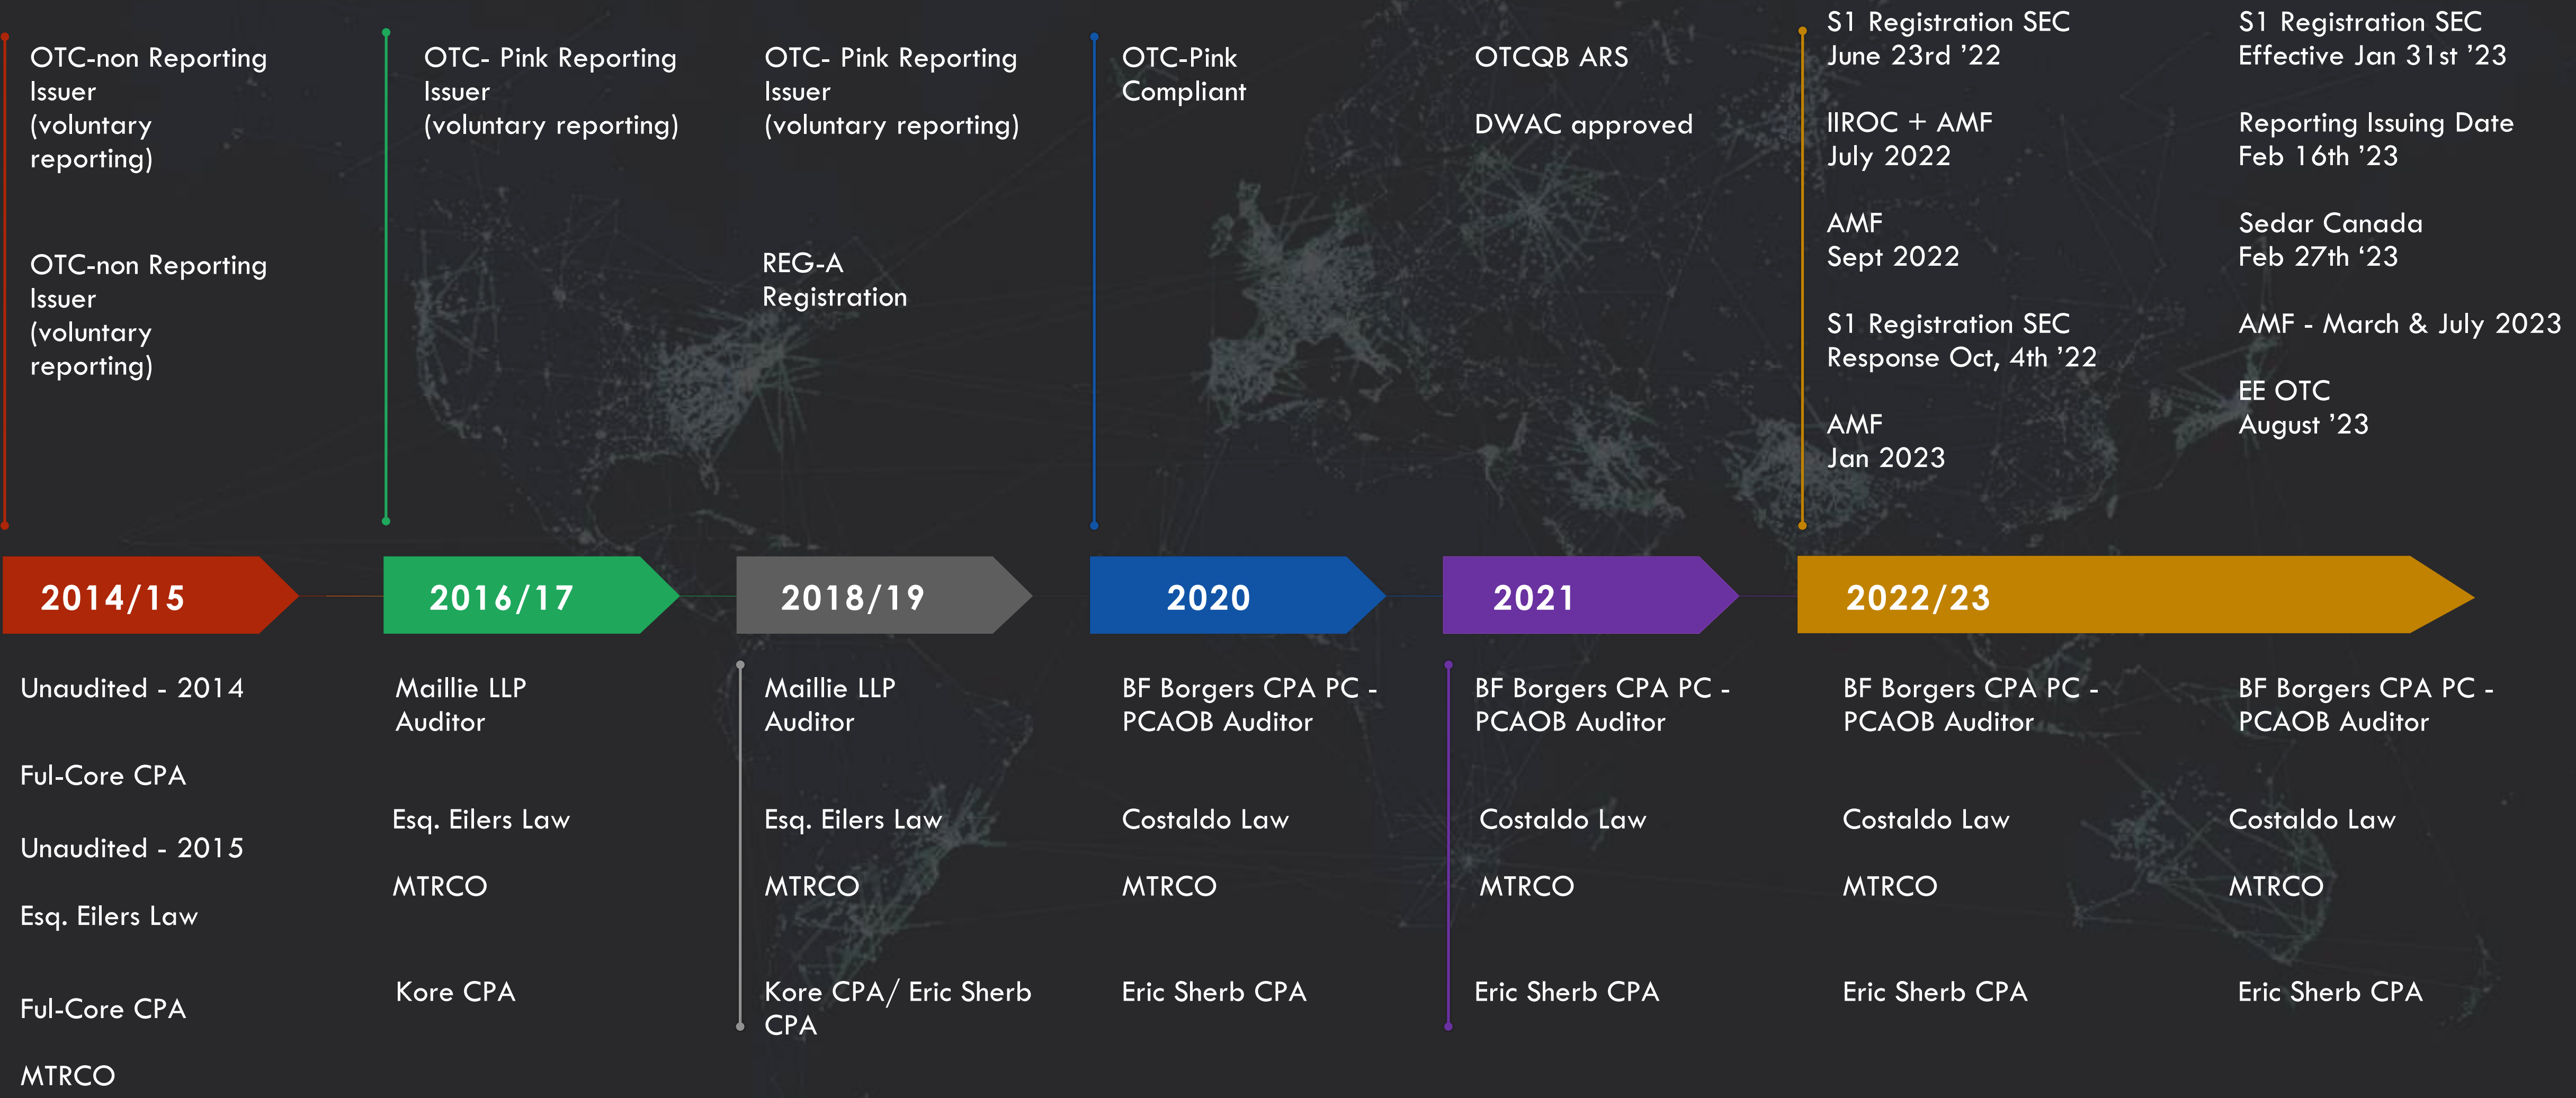 OTC-non Reporting
Issuer
(voluntary
reporting)
OTC-non Reporting
Issuer
(voluntary
reporting)
OTC- Pink Reporting
Issuer
(voluntary reporting)
OTC- Pink Reporting
Issuer
(voluntary reporting)
REG-A
Registration
OTC-Pink
Compliant
OTCQB ARS
DWAC approved
S1 Registration SEC
June 23rd ’22
IIROC + AMF
July 2022
AMF
Sept 2022
S1 Registration SEC
Response Oct, 4th ’22
AMF
Jan 2023
S1 Registration SEC
Effective Jan 31st ’23
Reporting Issuing Date
Feb 16th ’23
Sedar Canada
Feb 27th ‘23
AMF - March & July 2023
EE OTC
August ’23
2014/15
2016/17
2018/19
2020
2021
2022/23
Unaudited - 2014
Ful-Core CPA
Unaudited - 2015
Esq. Eilers Law
Ful-Core CPA
MTRCO
Maillie LLP
Auditor
Esq. Eilers Law
MTRCO
Kore CPA
Maillie LLP
Auditor
Esq. Eilers Law
MTRCO
Kore CPA/ Eric Sherb
CPA
BF Borgers CPA PC -
PCAOB Auditor
Costaldo Law
MTRCO
Eric Sherb CPA
BF Borgers CPA PC -
PCAOB Auditor
Costaldo Law
MTRCO
Eric Sherb CPA
BF Borgers CPA PC -
PCAOB Auditor
Costaldo Law
MTRCO
Eric Sherb CPA
BF Borgers CPA PC -
PCAOB Auditor
Costaldo Law
MTRCO
Eric Sherb CPA